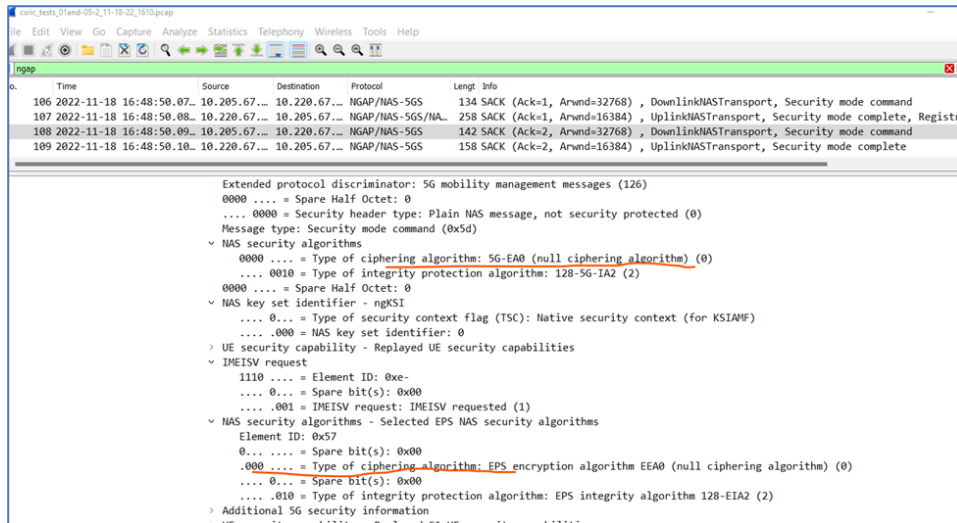 csric_tests_01and-05-2_11-18-22_1610.pcap
ile Edit View Go Capture Analyze Statistics Telephony Wireless Tools Help
ngap
o. Time Source Destination Protocol Lengt Info
106 2022-11-18 16:48:50.07… 10.205.67.… 10.220.67.… NGAP/NAS-5GS 134 SACK (Ack=1, Arwnd=32768) , DownlinkNASTransport, Security mode command
107 2022-11-18 16:48:50.08… 10.220.67.… 10.205.67.… NGAP/NAS-5GS/NA… 258 SACK (Ack=1, Arwnd=16384) , UplinkNASTransport, Security mode complete, Registr
108 2022-11-18 16:48:50.09… 10.205.67.… 10.220.67.… NGAP/NAS-5GS 142 SACK (Ack=2, Arwnd=32768) , DownlinkNASTransport, Security mode command
109 2022-11-18 16:48:50.10… 10.220.67.… 10.205.67.… NGAP/NAS-5GS 158 SACK (Ack=2, Arwnd=16384) , UplinkNASTransport, Security mode complete
Extended protocol discriminator: 5G mobility management messages (126)
0000 .... = Spare Half Octet: 0
.... 0000 = Security header type: Plain NAS message, not security protected (0)
Message type: Security mode command (0x5d)
NAS security algorithms
0000 .... = Type of ciphering algorithm: 5G-EA0 (null ciphering algorithm) (0)
.... 0010 = Type of integrity protection algorithm: 128-5G-IA2 (2)
0000 .... = Spare Half Octet: 0
NAS key set identifier - ngKSI
.... 0... = Type of security context flag (TSC): Native security context (for KSIAMF)
.... .000 = NAS key set identifier: 0
UE security capability - Replayed UE security capabilities
IMEISV request
1110 .... = Element ID: 0xe-
.... 0... = Spare bit(s): 0x00
.... .001 = IMEISV request: IMEISV requested (1)
NAS security algorithms - Selected EPS NAS security algorithms
Element ID: 0x57
0... .... = Spare bit(s): 0x00
.000 .... = Type of ciphering algorithm: EPS encryption algorithm EEA0 (null ciphering algorithm) (0)
.... 0... = Spare bit(s): 0x00
.... .010 = Type of integrity protection algorithm: EPS integrity algorithm 128-EIA2 (2)
Additional 5G security information